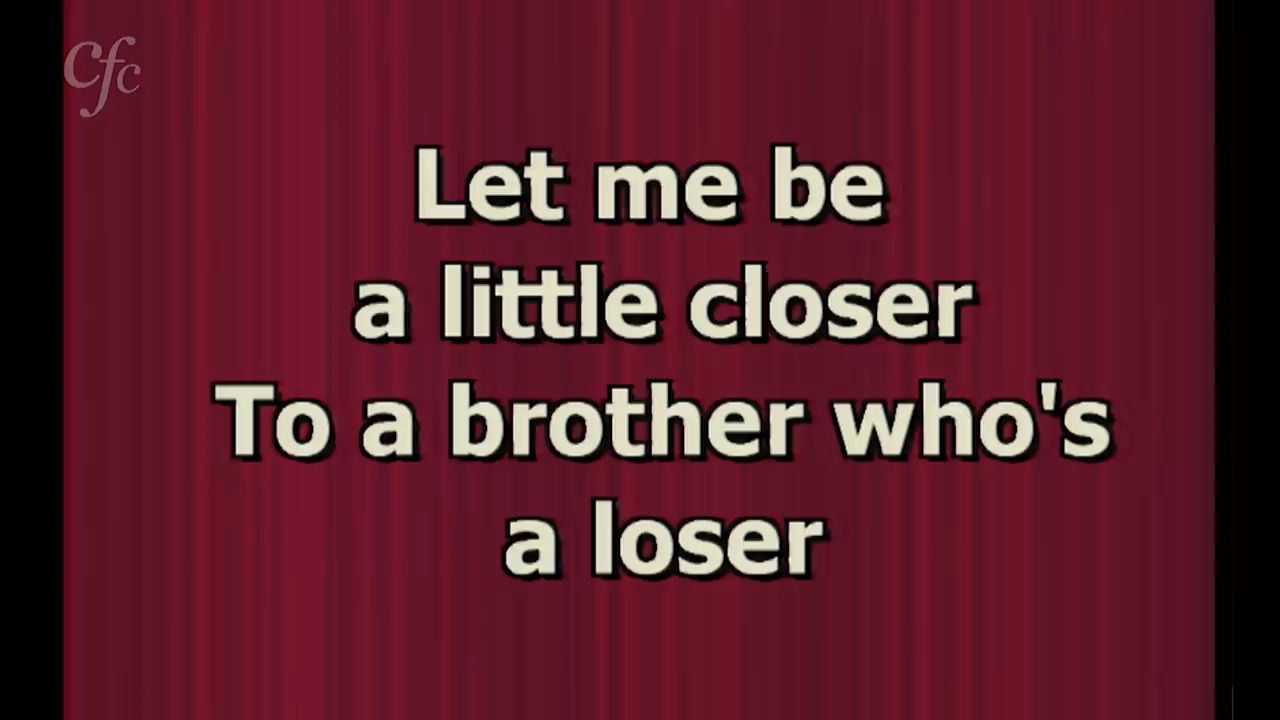 cfc
Let me be
a little closer
To a brother who's
a loser